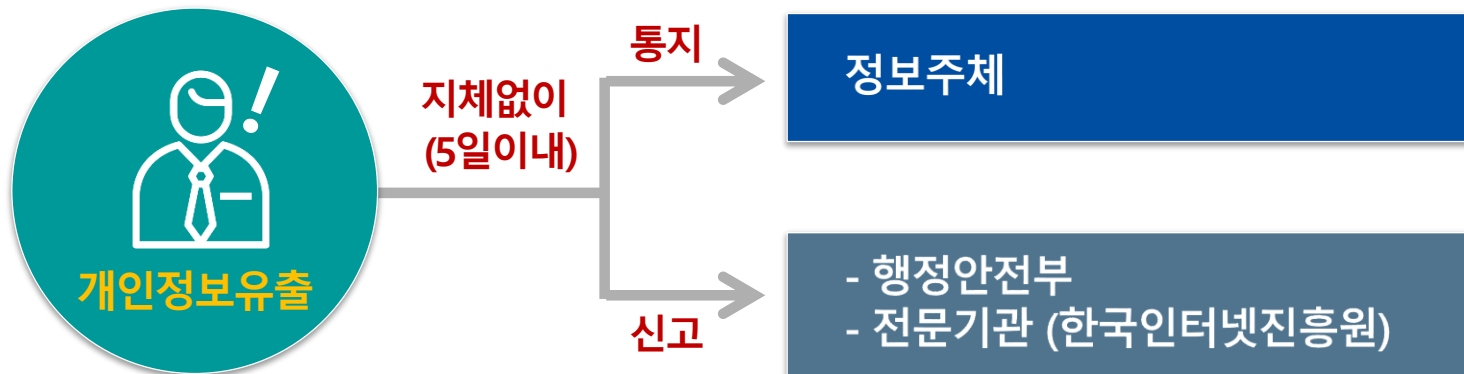 개인정보유출
지체없이
(5일이내)
통지
정보주체
신고
- 행정안전부
- 전문기관 (한국인터넷진흥원)